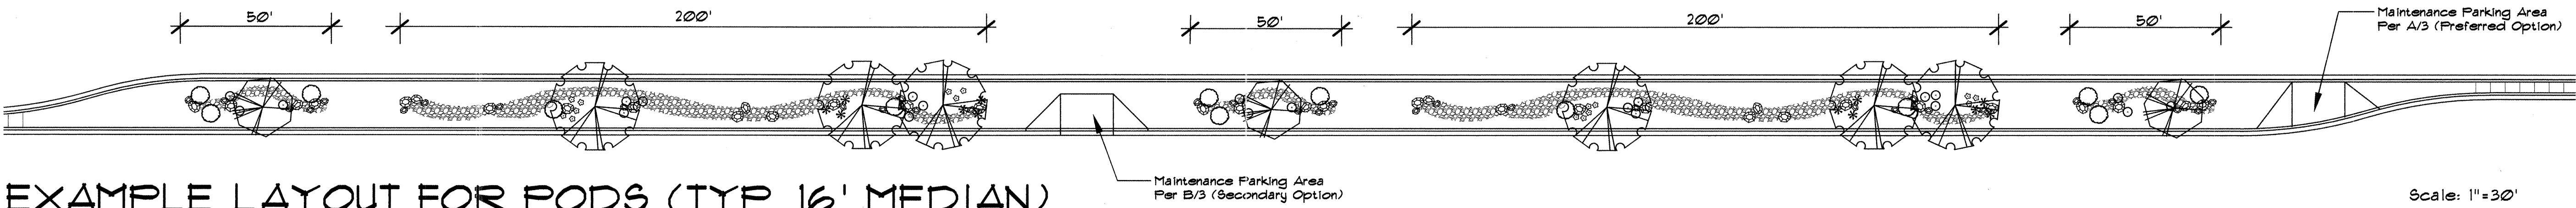 50'
200'
50'
200'
50'
Maintenance Parking Area
Per A/3 (Preferred Option)
Maintenance Parking Area
Per B/3 (Secondary Option)
EXAMPLE LAYOUT FOR PODS (TYP 16' MEDIAN)
Scale: 1"=30'